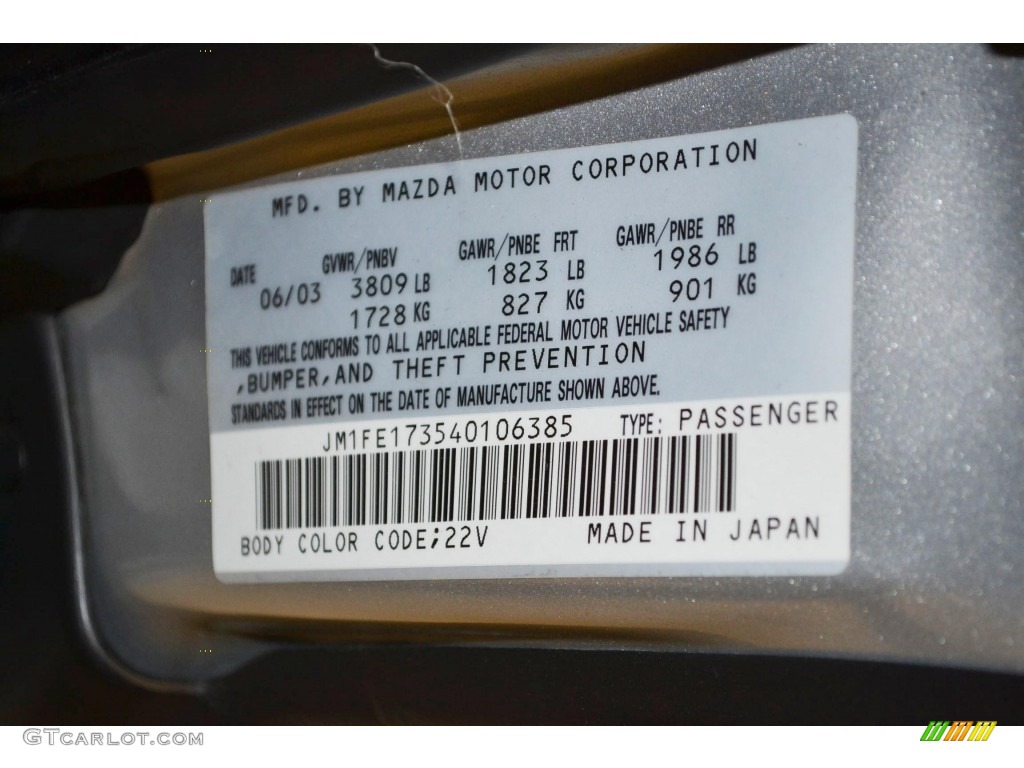 MFD. BY MAZDA MOTOR CORPORATION
DATE GVWR/PNBV GAWR/PNBE FRT GAWR/PNBE RR
06/03 3809 LB 1823 LB 1986 LB
1728 KG 827 KG 901 KG
THIS VEHICLE CONFORMS TO ALL APPLICABLE FEDERAL MOTOR VEHICLE SAFETY
,BUMPER,AND THEFT PREVENTION
STANDARDS IN EFFECT ON THE DATE OF MANUFACTURE SHOWN ABOVE.
JM1FE173540106385 TYPE: PASSENGER
BODY COLOR CODE;22V MADE IN JAPAN
GTCARLOT.COM